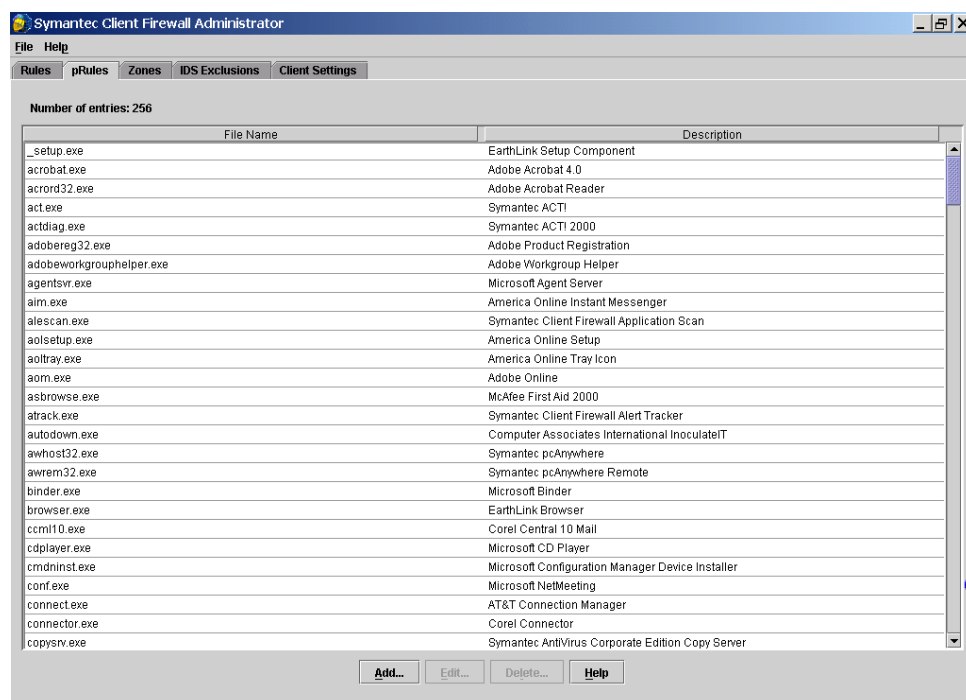 Symantec Client Firewall Administrator
File Help
Rules pRules Zones IDS Exclusions Client Settings
Number of entries: 256
File Name Description
_setup.exe EarthLink Setup Component
acrobat.exe Adobe Acrobat 4.0
acrord32.exe Adobe Acrobat Reader
act.exe Symantec ACT!
actdiag.exe Symantec ACT! 2000
adobereg32.exe Adobe Product Registration
adobeworkgrouphelper.exe Adobe Workgroup Helper
agentsvr.exe Microsoft Agent Server
aim.exe America Online Instant Messenger
alescan.exe Symantec Client Firewall Application Scan
aolsetup.exe America Online Setup
aoltray.exe America Online Tray Icon
aom.exe Adobe Online
asbrowse.exe McAfee First Aid 2000
atrack.exe Symantec Client Firewall Alert Tracker
autodown.exe Computer Associates International InoculateIT
awhost32.exe Symantec pcAnywhere
awrem32.exe Symantec pcAnywhere Remote
binder.exe Microsoft Binder
browser.exe EarthLink Browser
ccml10.exe Corel Central 10 Mail
cdplayer.exe Microsoft CD Player
cmdninst.exe Microsoft Configuration Manager Device Installer
conf.exe Microsoft NetMeeting
connect.exe AT&T Connection Manager
connector.exe Corel Connector
copysrv.exe Symantec AntiVirus Corporate Edition Copy Server
Add... Edit... Delete... Help